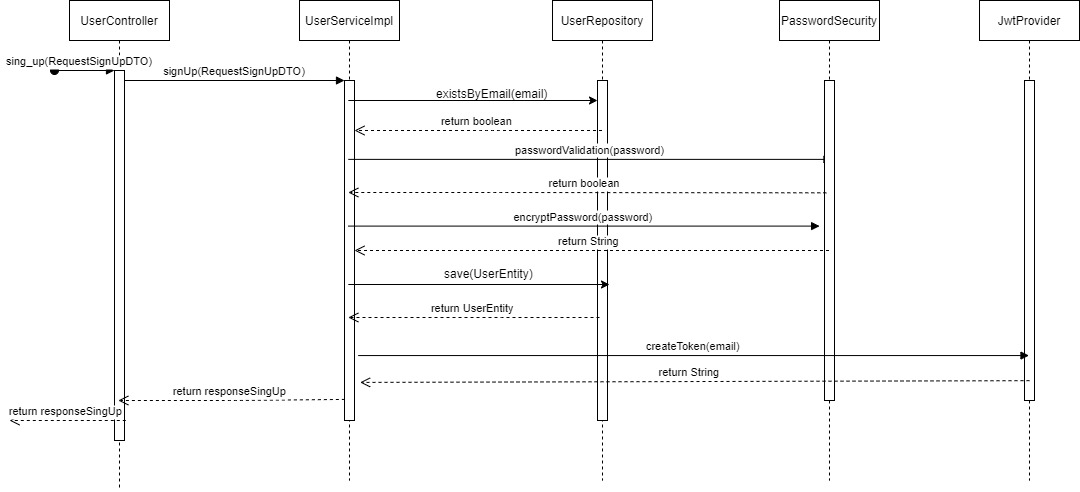 UserController
UserServiceImpl
UserRepository
PasswordSecurity
JwtProvider
sing_up(RequestSignUpDTO)
signUp(RequestSignUpDTO)
existsByEmail(email)
return boolean
passwordValidation(password)
return boolean
encryptPassword(password)
return String
save(UserEntity)
return UserEntity
createToken(email)
return String
return responseSingUp
return responseSingUp